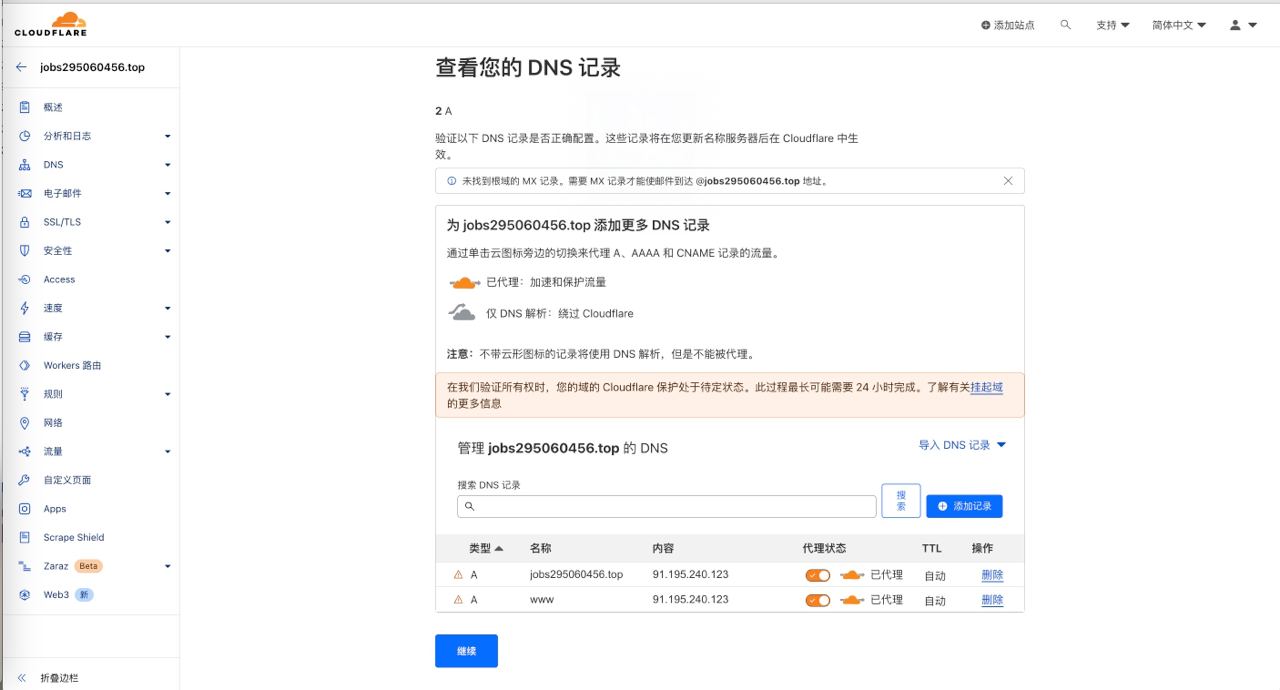 CLOUDFLARE
添加站点
支持
简体中文
jobs295060456.top
概述
分析和日志
DNS
电子邮件
SSL/TLS
安全性
Access
速度
缓存
Workers 路由
规则
网络
流量
自定义页面
Apps
Scrape Shield
Zaraz Beta
Web3 新
折叠边栏
查看您的 DNS 记录
2 A
验证以下 DNS 记录是否正确配置。这些记录将在您更新名称服务器后在 Cloudflare 中生
效。
未找到根域的 MX 记录。需要 MX 记录才能使邮件到达 @jobs295060456.top 地址。
为 jobs295060456.top 添加更多 DNS 记录
通过单击云图标旁边的切换来代理 A、AAAA 和 CNAME 记录的流量。
已代理：加速和保护流量
仅 DNS 解析：绕过 Cloudflare
注意：不带云形图标的记录将使用 DNS 解析，但是不能被代理。
在我们验证所有权时，您的域的 Cloudflare 保护处于待定状态。此过程最长可能需要 24 小时完成。了解有关挂起域
的更多信息
管理 jobs295060456.top 的 DNS
导入 DNS 记录
搜索 DNS 记录
搜
索
添加记录
类型 名称 内容 代理状态 TTL 操作
A jobs295060456.top 91.195.240.123 已代理 自动 删除
A www 91.195.240.123 已代理 自动 删除
继续